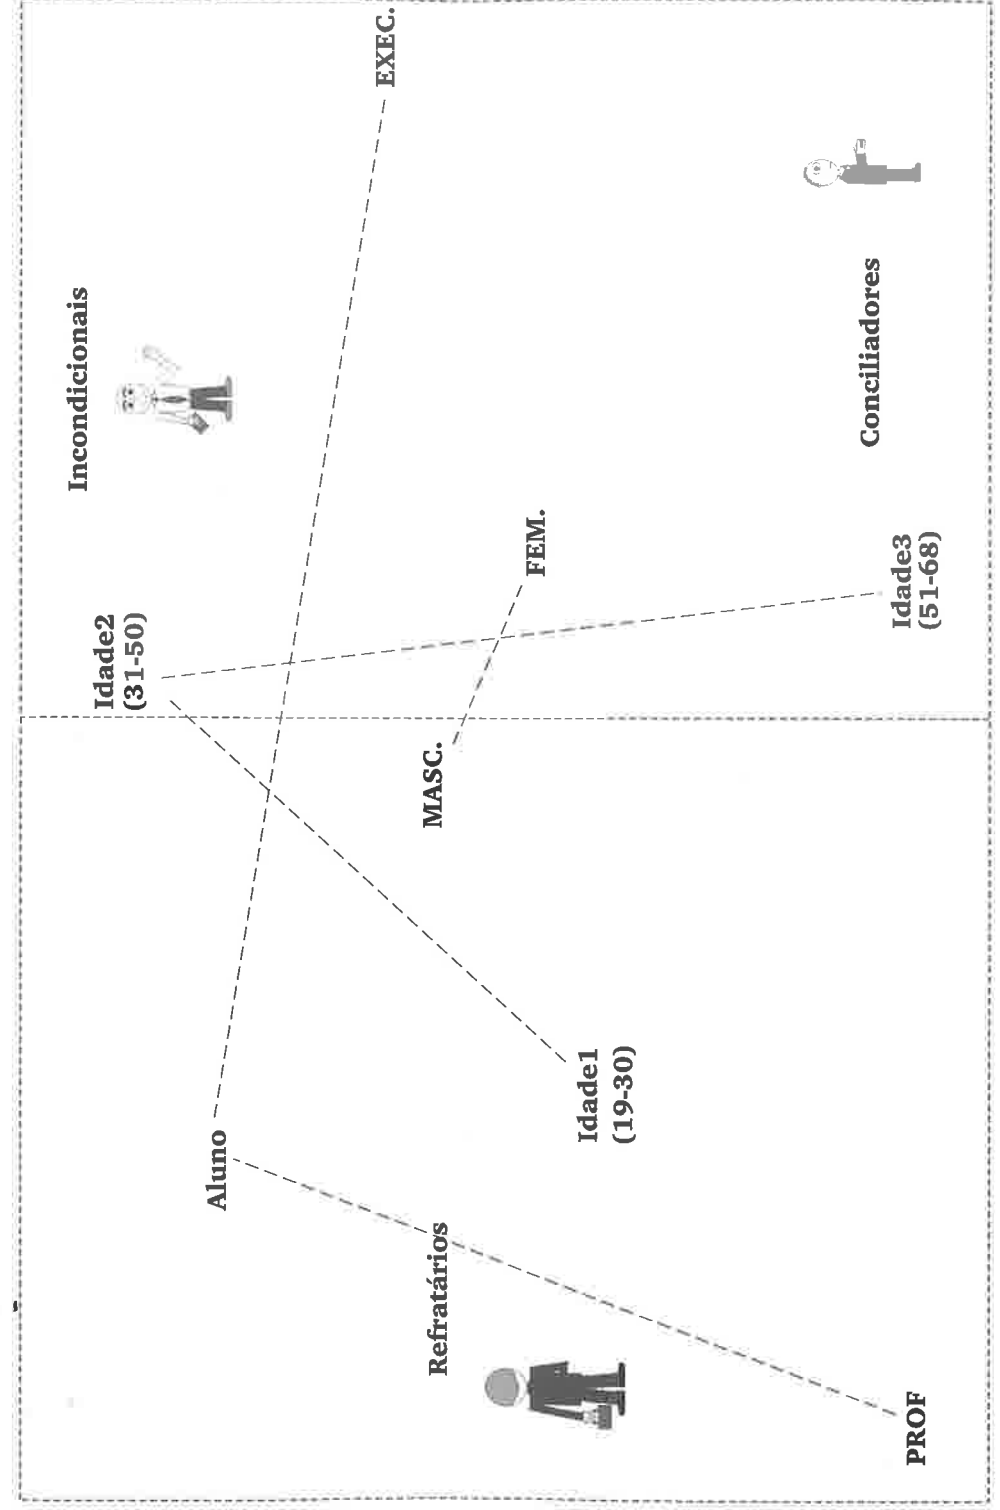 Incondicionais
Idade2
(31-50)
Aluno
EXEC.
Refratários
MASC.
FEM.
Idade1
(19-30)
Conciliadores
Idade3
(51-68)
PROF